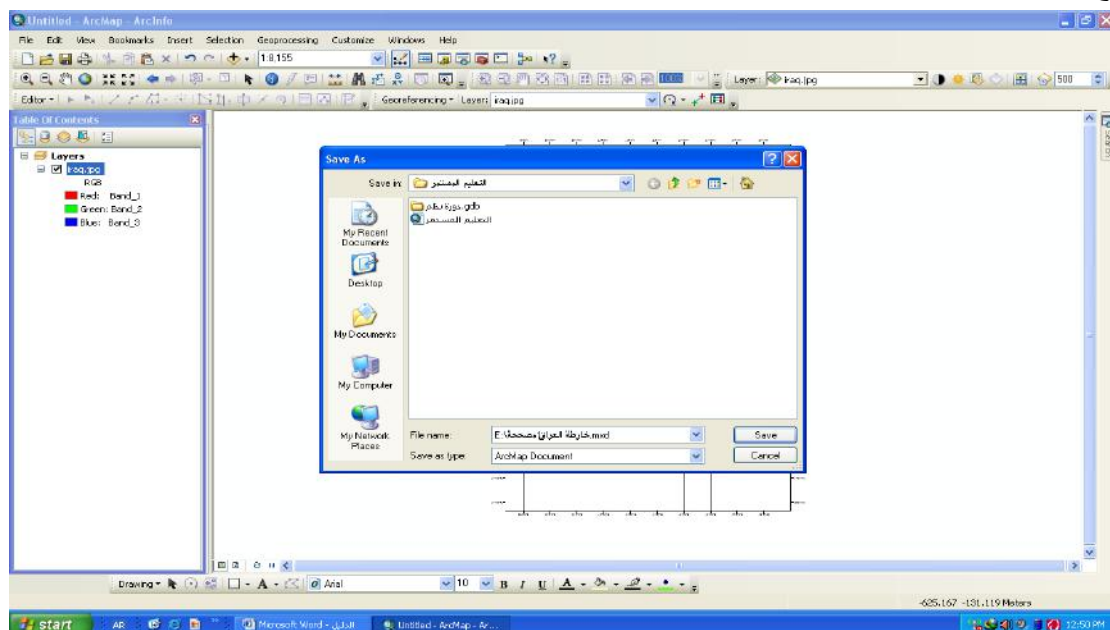 Untitled - ArcMap - ArcInfo
File Edit View Bookmarks Insert Selection Geoprocessing Customize Windows Help
1:8,155
Layer: iraq.jpg
500
Editor
Georeferencing Layer: iraq.jpg
Table Of Contents
Layers
iraq.jpg
RGB
Red: Band_1
Green: Band_2
Blue: Band_3
Save As
Save in: التعليم المستمر
دورة نظم.gdb
التعليم المستمر
My Recent Documents
Desktop
My Documents
My Computer
My Network Places
File name: E:\خارطة العراق مصححة.mxd
Save
Save as type: ArcMap Document
Cancel
Drawing Arial 10 B I U A
-625.167 -131.119 Meters
start AR Microsoft Word - الدليل Untitled - ArcMap - Ar... 12:50 PM